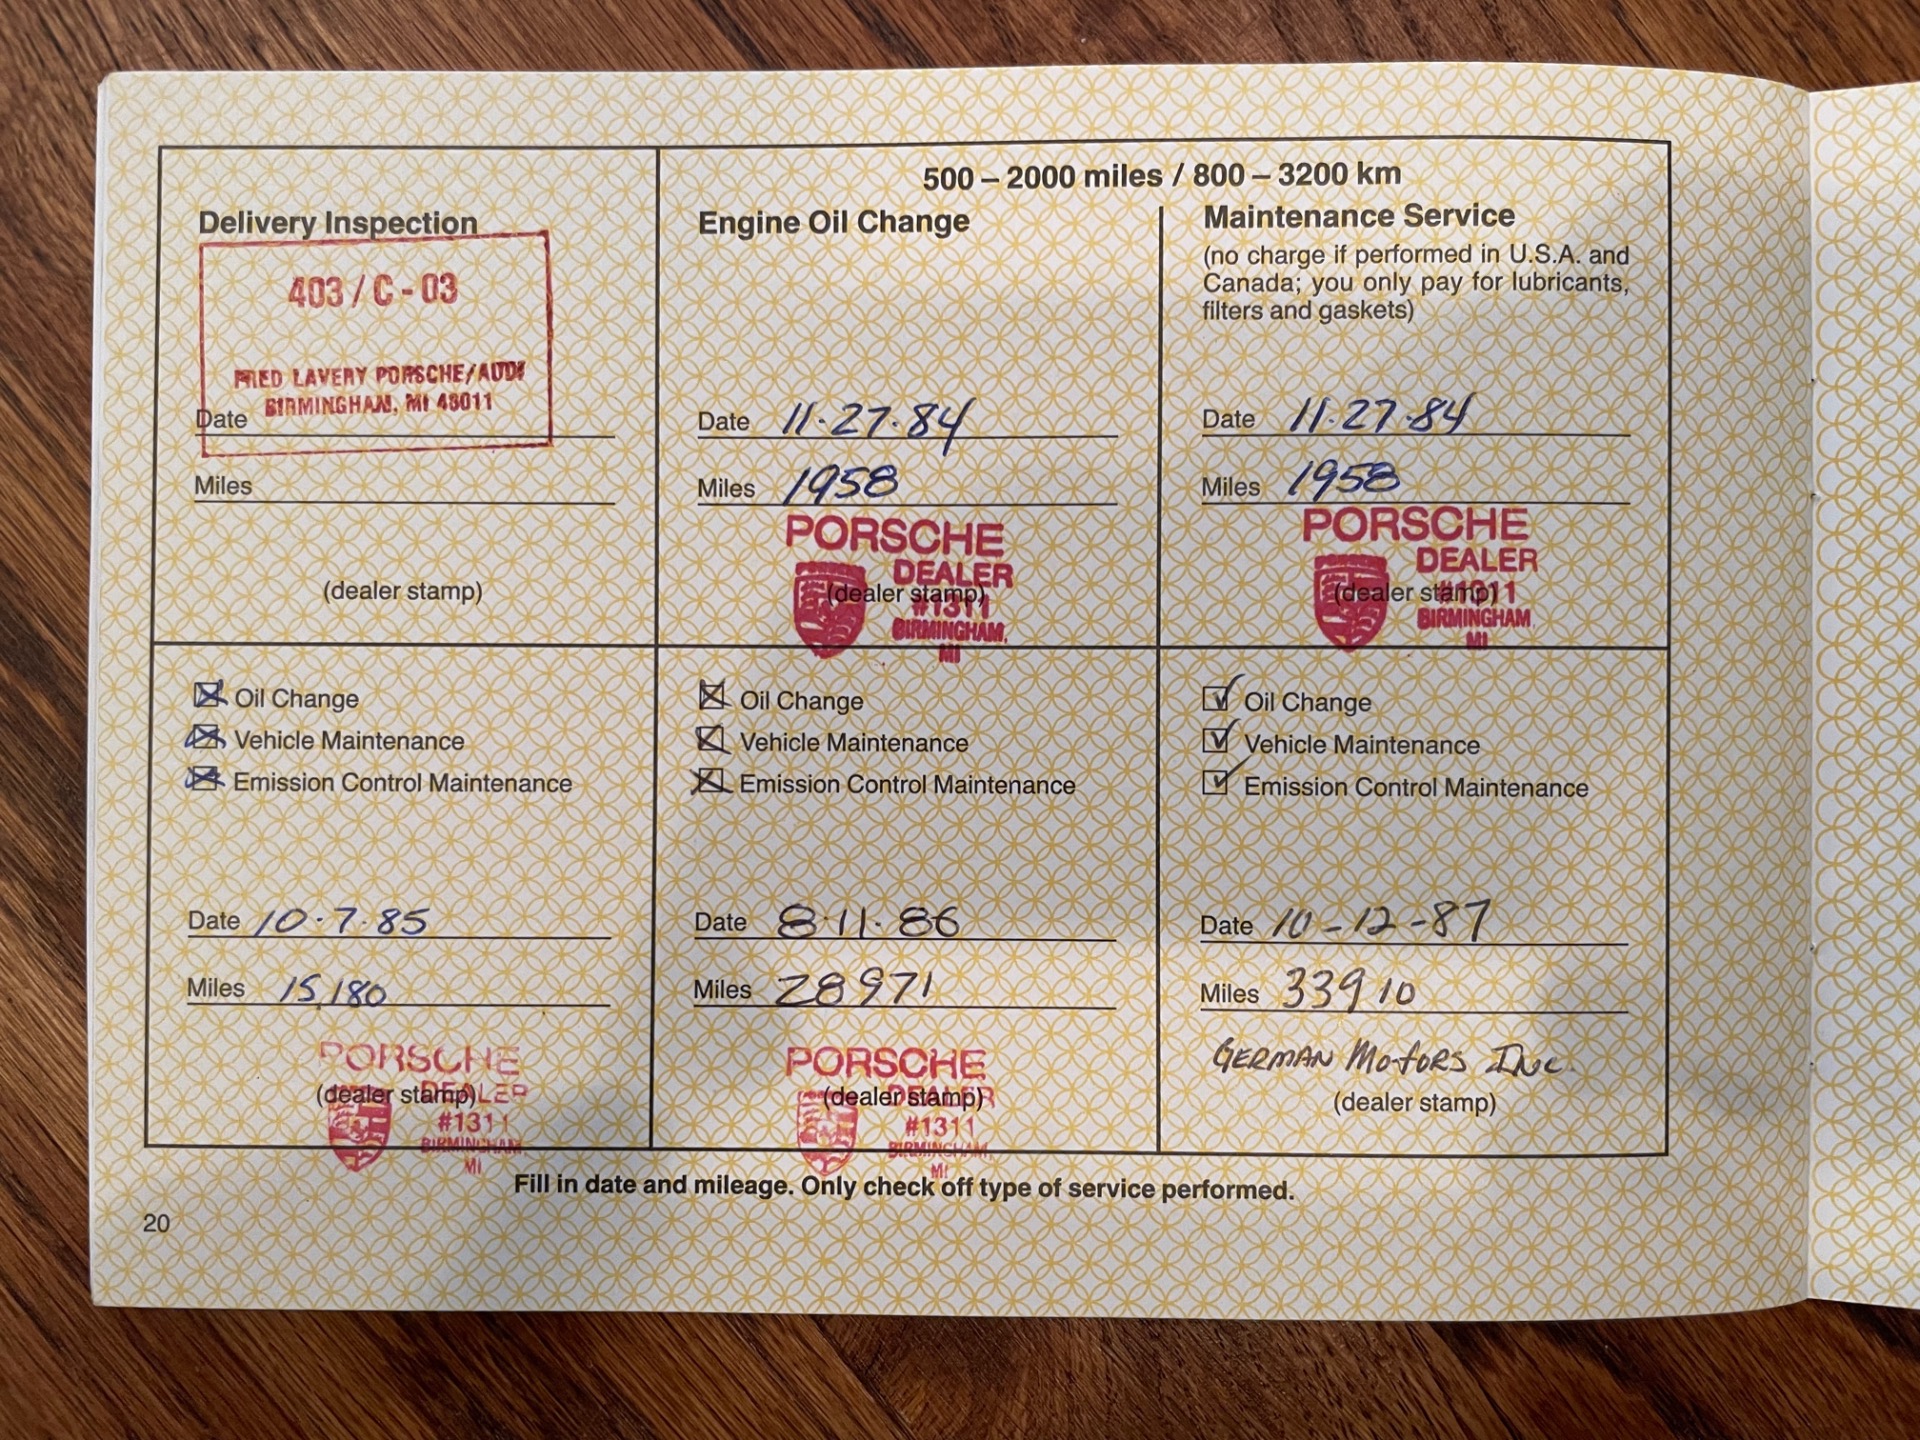 500 – 2000 miles / 800 – 3200 km
Delivery Inspection
403 / C - 03
FRED LAVERY PORSCHE/AUDI
BIRMINGHAM, MI 48011
Date
Miles
(dealer stamp)
Engine Oil Change
Date 11·27·84
Miles 1958
PORSCHE
DEALER
(dealer stamp)
#1311
BIRMINGHAM,
MI
Maintenance Service
(no charge if performed in U.S.A. and
Canada; you only pay for lubricants,
filters and gaskets)
Date 11·27·84
Miles 1958
PORSCHE
DEALER
(dealer stamp)
#1311
BIRMINGHAM
MI
Oil Change
Vehicle Maintenance
Emission Control Maintenance
Date 10·7·85
Miles 15,180
PORSCHE
(dealer stamp)
DEALER
#1311
BIRMINGHAM
MI
Oil Change
Vehicle Maintenance
Emission Control Maintenance
Date 8·11·86
Miles 28971
PORSCHE
(dealer stamp)
DEALER
#1311
BIRMINGHAM,
MI
Oil Change
Vehicle Maintenance
Emission Control Maintenance
Date 10-12-87
Miles 33910
GERMAN MOTORS INC.
(dealer stamp)
Fill in date and mileage. Only check off type of service performed.
20